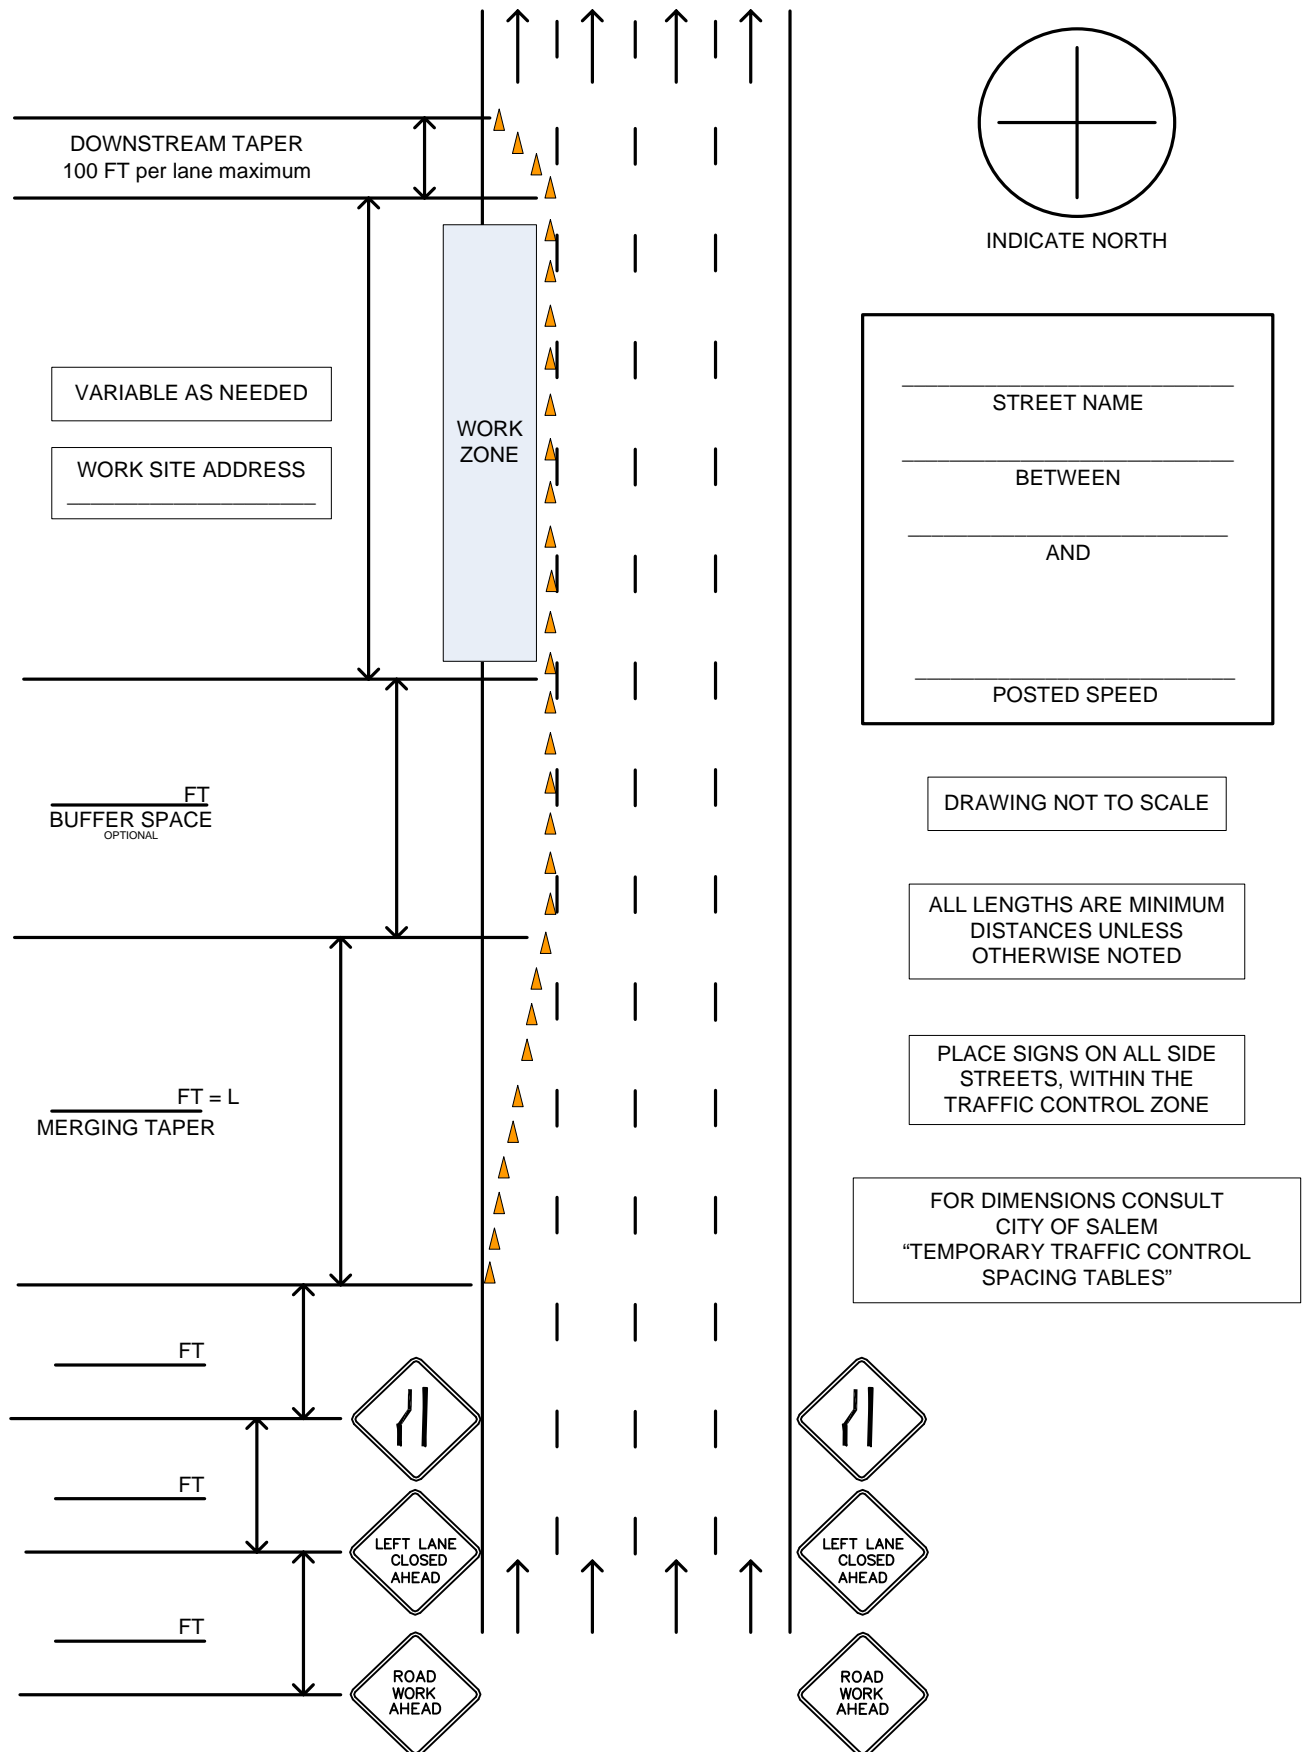 DOWNSTREAM TAPER
100 FT per lane maximum
INDICATE NORTH
VARIABLE AS NEEDED
WORK SITE ADDRESS
WORK
ZONE
STREET NAME
BETWEEN
AND
POSTED SPEED
FT
BUFFER SPACE
OPTIONAL
DRAWING NOT TO SCALE
ALL LENGTHS ARE MINIMUM
DISTANCES UNLESS
OTHERWISE NOTED
FT = L
MERGING TAPER
PLACE SIGNS ON ALL SIDE
STREETS, WITHIN THE
TRAFFIC CONTROL ZONE
FOR DIMENSIONS CONSULT
CITY OF SALEM
“TEMPORARY TRAFFIC CONTROL
SPACING TABLES”
FT
FT
LEFT LANE
CLOSED
AHEAD
LEFT LANE
CLOSED
AHEAD
FT
ROAD
WORK
AHEAD
ROAD
WORK
AHEAD